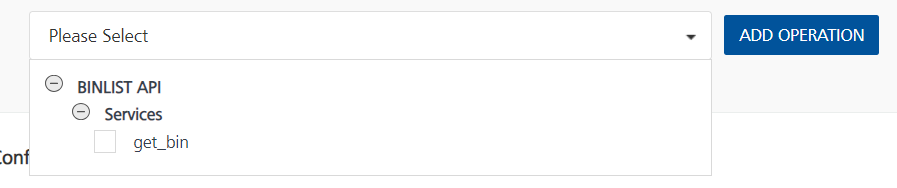 Please Select
ADD OPERATION
BINLIST API
Services
get_bin